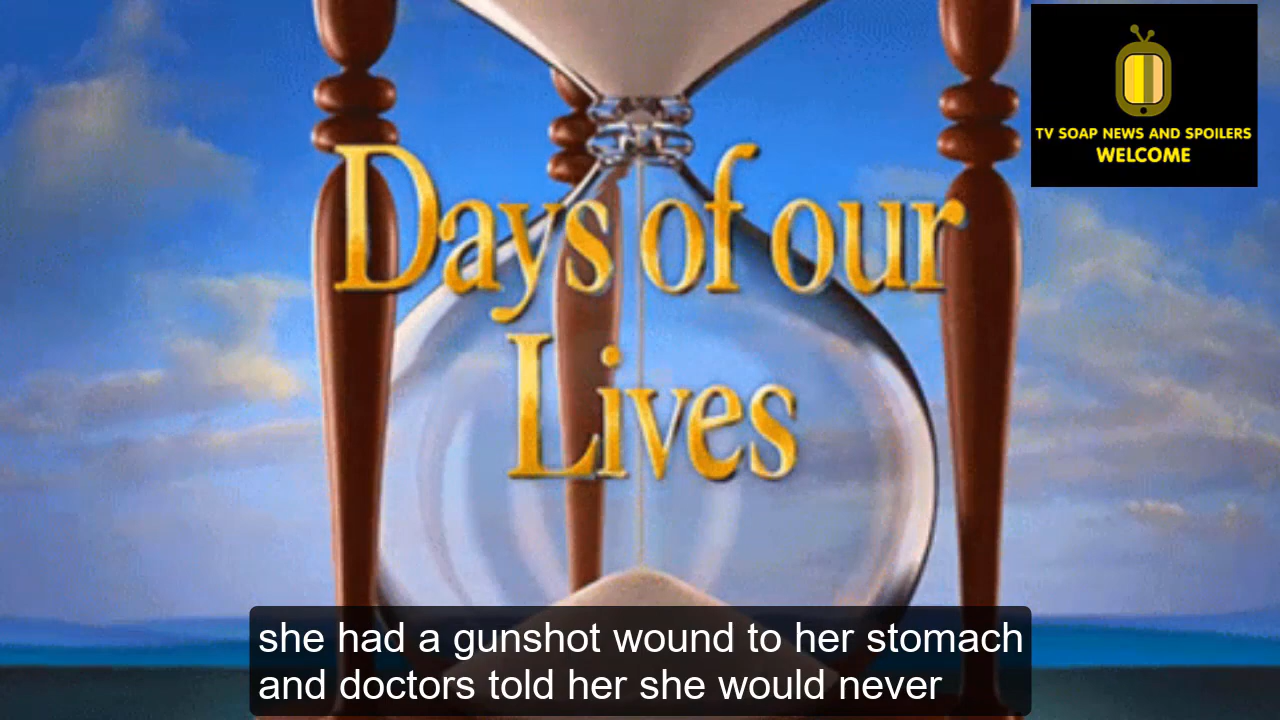 TV SOAP NEWS AND SPOILERS
WELCOME
Days of our
Lives
she had a gunshot wound to her stomach
and doctors told her she would never